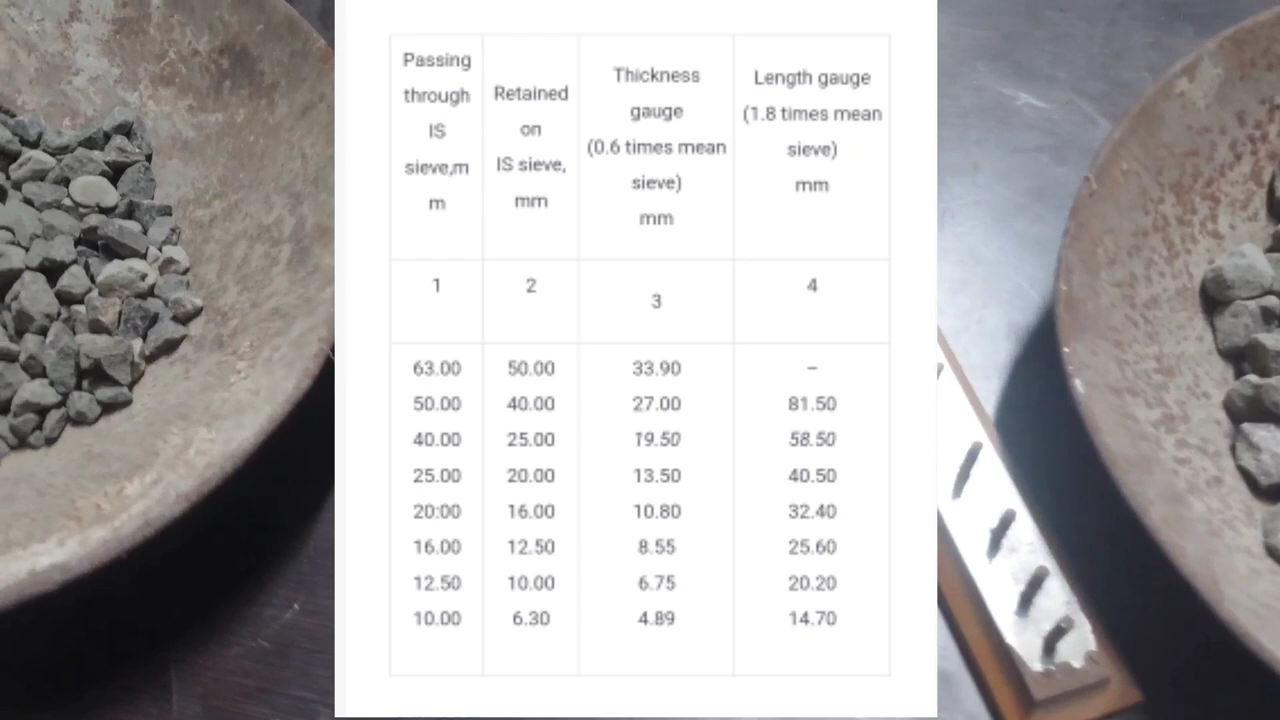 Passing through IS sieve,m m | Retained on IS sieve, mm | Thickness gauge (0.6 times mean sieve) mm | Length gauge (1.8 times mean sieve) mm
1 | 2 | 3 | 4
63.00 | 50.00 | 33.90 | –
50.00 | 40.00 | 27.00 | 81.50
40.00 | 25.00 | 19.50 | 58.50
25.00 | 20.00 | 13.50 | 40.50
20:00 | 16.00 | 10.80 | 32.40
16.00 | 12.50 | 8.55 | 25.60
12.50 | 10.00 | 6.75 | 20.20
10.00 | 6.30 | 4.89 | 14.70